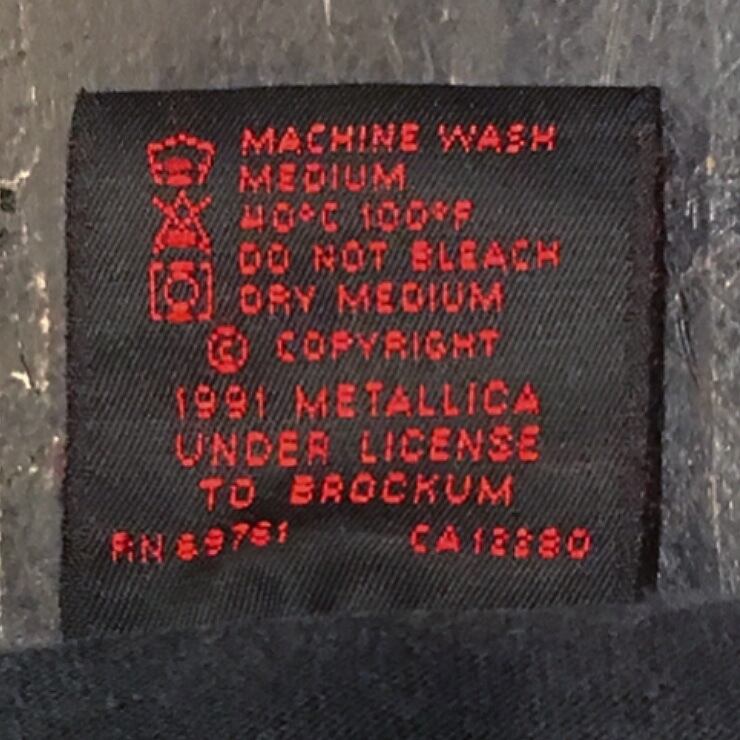 MACHINE WASH
MEDIUM
40°C 100°F
DO NOT BLEACH
DRY MEDIUM
© COPYRIGHT
1991 METALLICA
UNDER LICENSE
TO BROCKUM
RN 69761 CA12280